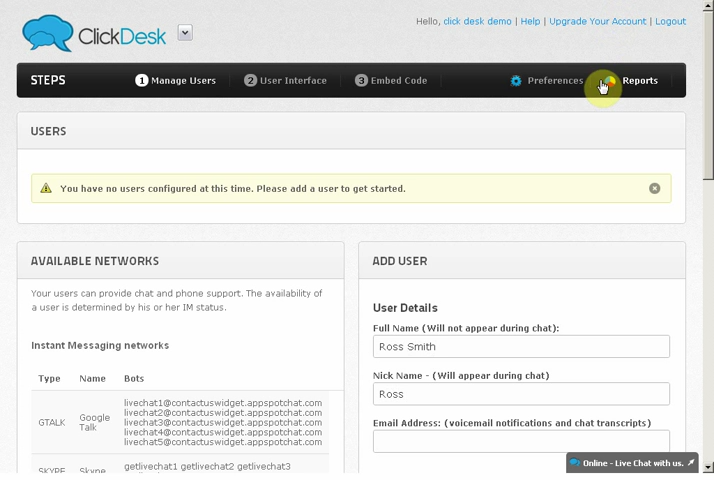 ClickDesk
Hello, click desk demo | Help | Upgrade Your Account | Logout
STEPS 1 Manage Users 2 User Interface 3 Embed Code Preferences Reports
USERS
You have no users configured at this time. Please add a user to get started.
AVAILABLE NETWORKS
Your users can provide chat and phone support. The availability
of a user is determined by his or her IM status.
Instant Messaging networks
Type Name Bots
GTALK Google Talk
livechat1@contactuswidget.appspotchat.com
livechat2@contactuswidget.appspotchat.com
livechat3@contactuswidget.appspotchat.com
livechat4@contactuswidget.appspotchat.com
livechat5@contactuswidget.appspotchat.com
SKYPE Skype getlivechat1 getlivechat2 getlivechat3
ADD USER
User Details
Full Name (Will not appear during chat):
Ross Smith
Nick Name - (Will appear during chat)
Ross
Email Address: (voicemail notifications and chat transcripts)
Online - Live Chat with us.